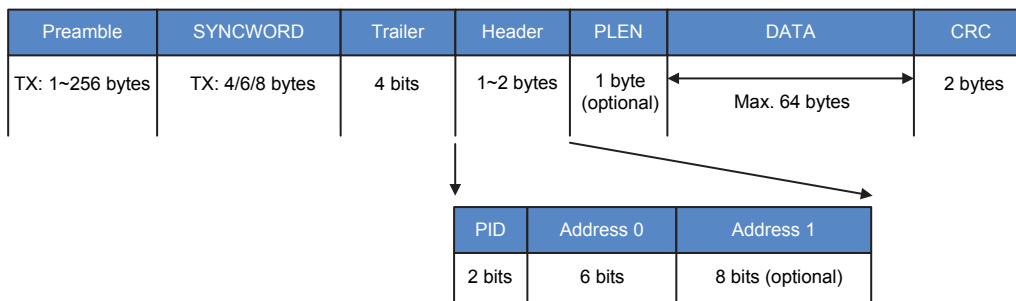 Preamble SYNCWORD Trailer Header PLEN DATA CRC
TX: 1~256 bytes TX: 4/6/8 bytes 4 bits 1~2 bytes 1 byte (optional) Max. 64 bytes 2 bytes
PID Address 0 Address 1
2 bits 6 bits 8 bits (optional)